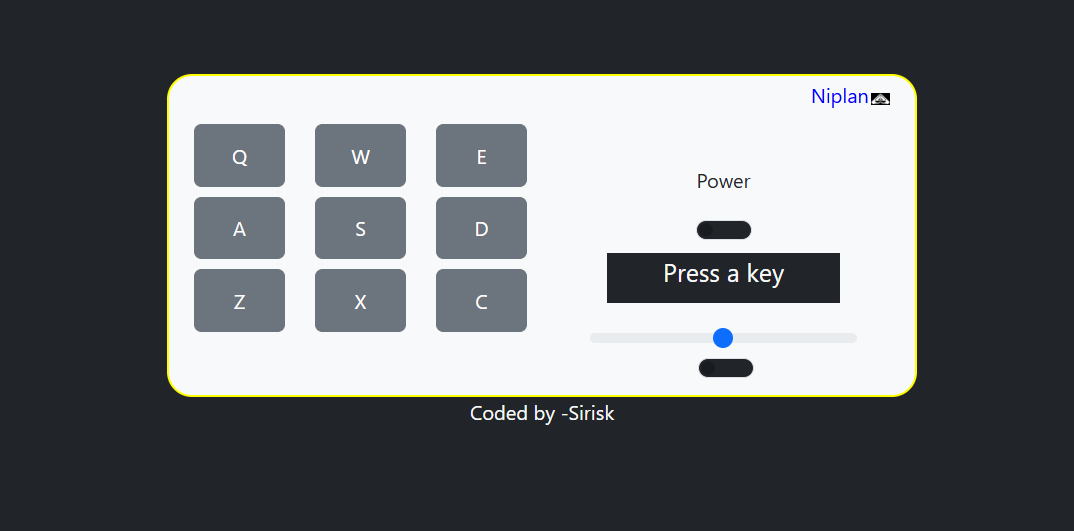 Niplan
Q W E
A S D
Z X C
Power
Press a key
Coded by -Sirisk